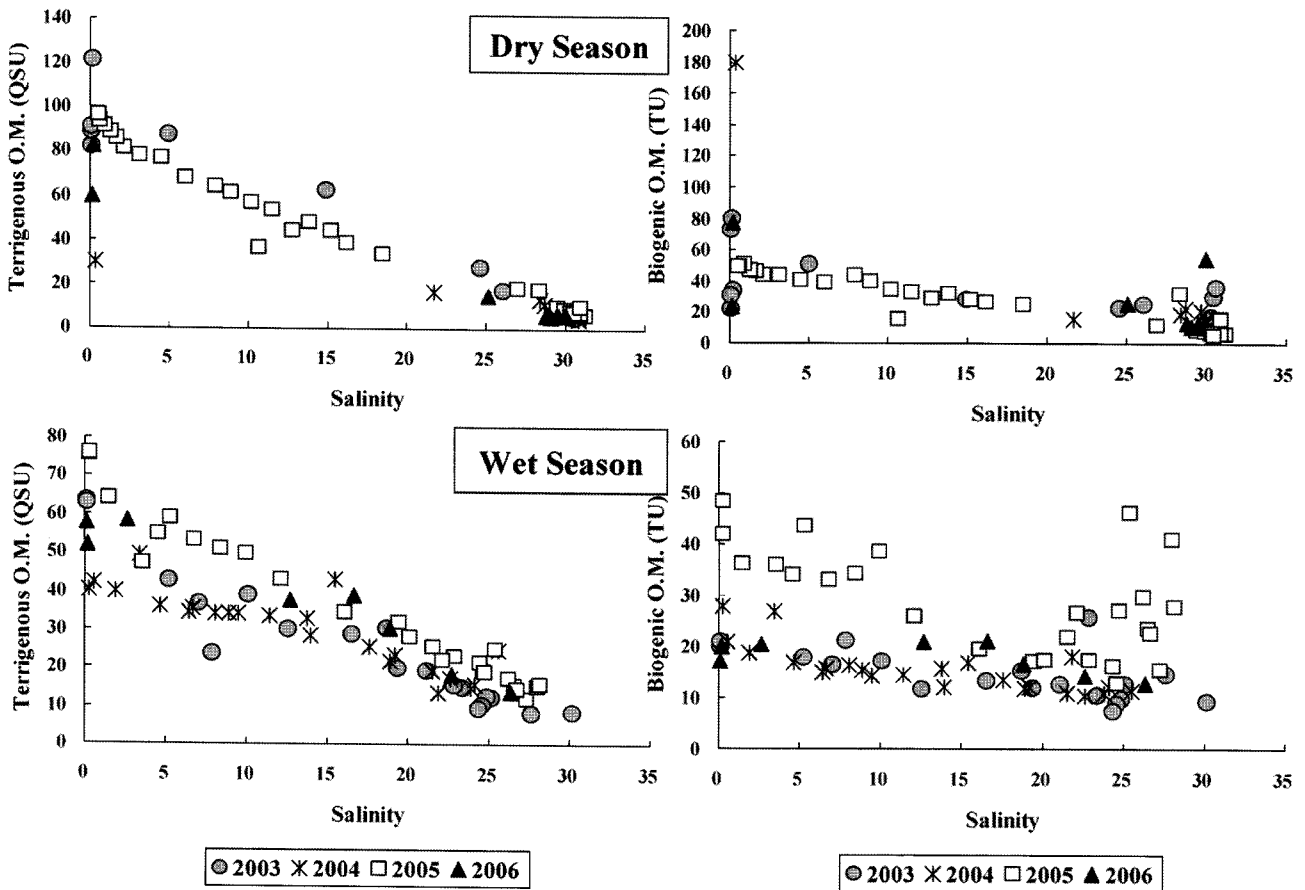 Dry Season
Terrigenous O.M. (QSU)
140
120
100
80
60
40
20
0
0 5 10 15 20 25 30 35
Salinity
Biogenic O.M. (TU)
200
180
160
140
120
100
80
60
40
20
0
0 5 10 15 20 25 30 35
Salinity
Wet Season
Terrigenous O.M. (QSU)
80
70
60
50
40
30
20
10
0
0 5 10 15 20 25 30 35
Salinity
Biogenic O.M. (TU)
60
50
40
30
20
10
0
0 5 10 15 20 25 30 35
Salinity
2003 2004 2005 2006
2003 2004 2005 2006